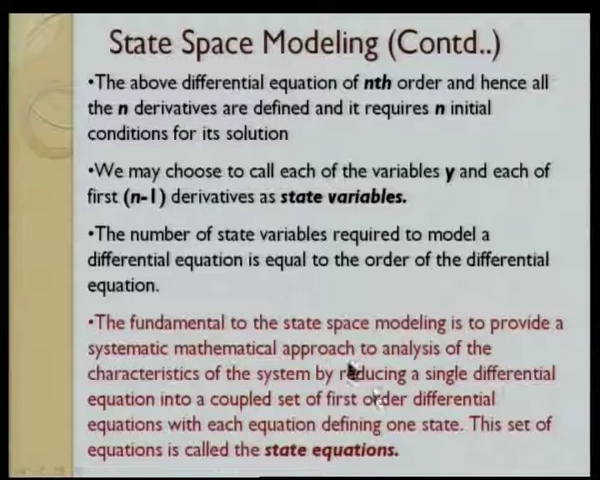 State Space Modeling (Contd..)
•The above differential equation of nth order and hence all
the n derivatives are defined and it requires n initial
conditions for its solution
•We may choose to call each of the variables y and each of
first (n-1) derivatives as state variables.
•The number of state variables required to model a
differential equation is equal to the order of the differential
equation.
•The fundamental to the state space modeling is to provide a
systematic mathematical approach to analysis of the
characteristics of the system by reducing a single differential
equation into a coupled set of first order differential
equations with each equation defining one state. This set of
equations is called the state equations.